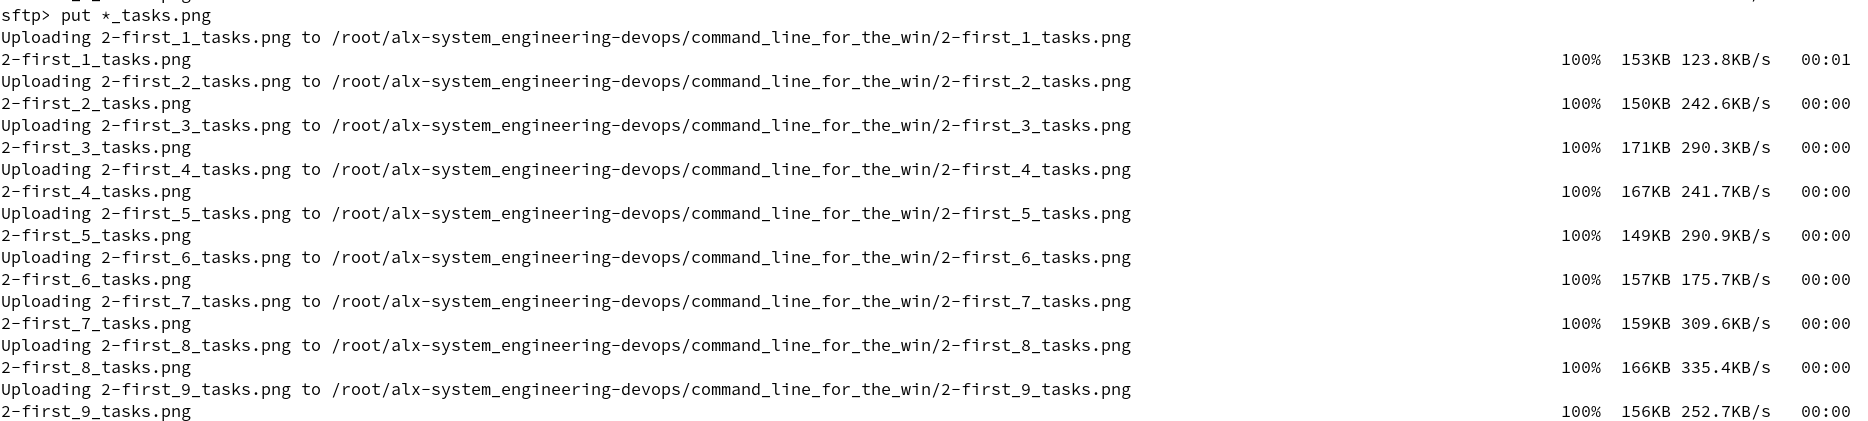 sftp> put *_tasks.png
Uploading 2-first_1_tasks.png to /root/alx-system_engineering-devops/command_line_for_the_win/2-first_1_tasks.png
2-first_1_tasks.png 100% 153KB 123.8KB/s 00:01
Uploading 2-first_2_tasks.png to /root/alx-system_engineering-devops/command_line_for_the_win/2-first_2_tasks.png
2-first_2_tasks.png 100% 150KB 242.6KB/s 00:00
Uploading 2-first_3_tasks.png to /root/alx-system_engineering-devops/command_line_for_the_win/2-first_3_tasks.png
2-first_3_tasks.png 100% 171KB 290.3KB/s 00:00
Uploading 2-first_4_tasks.png to /root/alx-system_engineering-devops/command_line_for_the_win/2-first_4_tasks.png
2-first_4_tasks.png 100% 167KB 241.7KB/s 00:00
Uploading 2-first_5_tasks.png to /root/alx-system_engineering-devops/command_line_for_the_win/2-first_5_tasks.png
2-first_5_tasks.png 100% 149KB 290.9KB/s 00:00
Uploading 2-first_6_tasks.png to /root/alx-system_engineering-devops/command_line_for_the_win/2-first_6_tasks.png
2-first_6_tasks.png 100% 157KB 175.7KB/s 00:00
Uploading 2-first_7_tasks.png to /root/alx-system_engineering-devops/command_line_for_the_win/2-first_7_tasks.png
2-first_7_tasks.png 100% 159KB 309.6KB/s 00:00
Uploading 2-first_8_tasks.png to /root/alx-system_engineering-devops/command_line_for_the_win/2-first_8_tasks.png
2-first_8_tasks.png 100% 166KB 335.4KB/s 00:00
Uploading 2-first_9_tasks.png to /root/alx-system_engineering-devops/command_line_for_the_win/2-first_9_tasks.png
2-first_9_tasks.png 100% 156KB 252.7KB/s 00:00